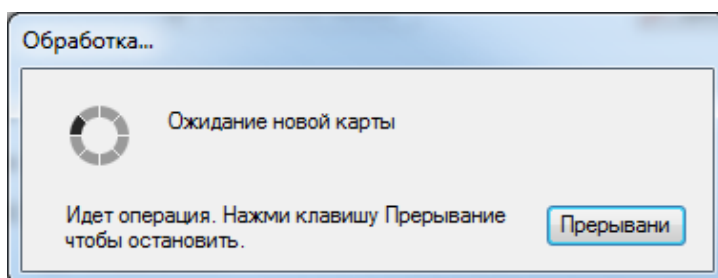 Обработка...
Ожидание новой карты
Идет операция. Нажми клавишу Прерывание
чтобы остановить.
Прерывани